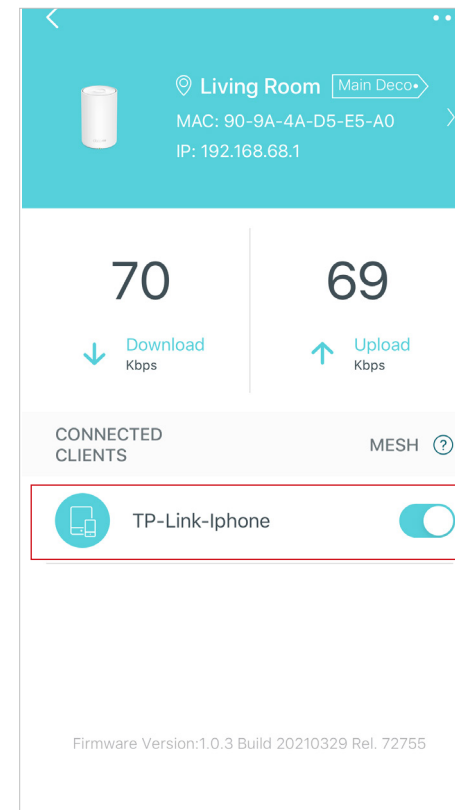 Living Room Main Deco
MAC: 90-9A-4A-D5-E5-A0
IP: 192.168.68.1
70 69
Download Upload
Kbps Kbps
CONNECTED
CLIENTS
MESH ?
TP-Link-Iphone
Firmware Version:1.0.3 Build 20210329 Rel. 72755